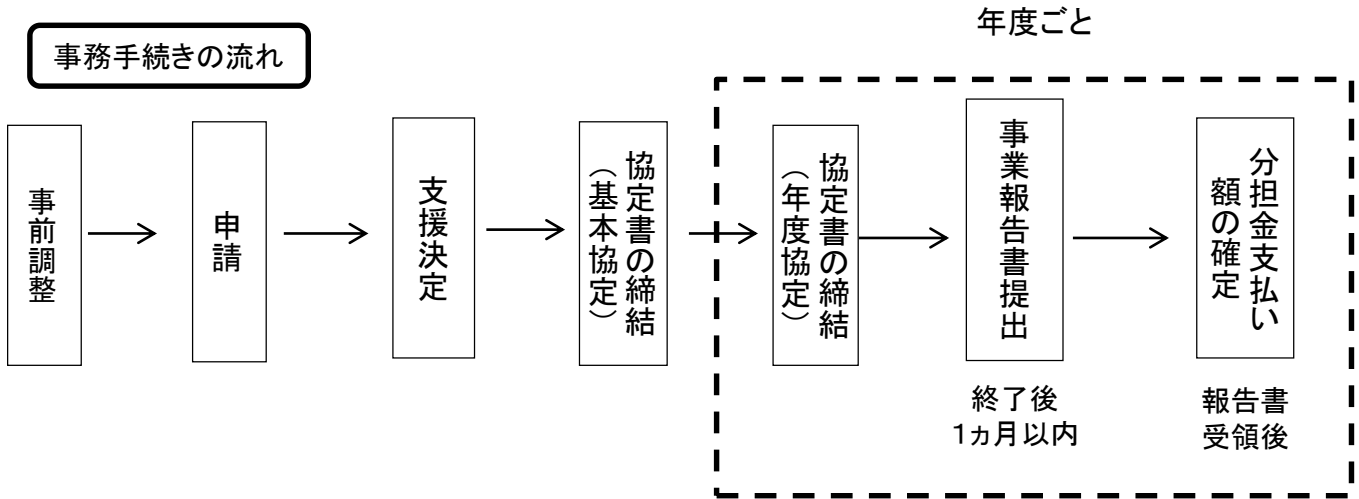 年度ごと
事務手続きの流れ
事前調整
申請
支援決定
協定書の締結
（基本協定）
協定書の締結
（年度協定）
事業報告書提出
分担金支払い
額の確定
終了後
1ヵ月以内
報告書
受領後